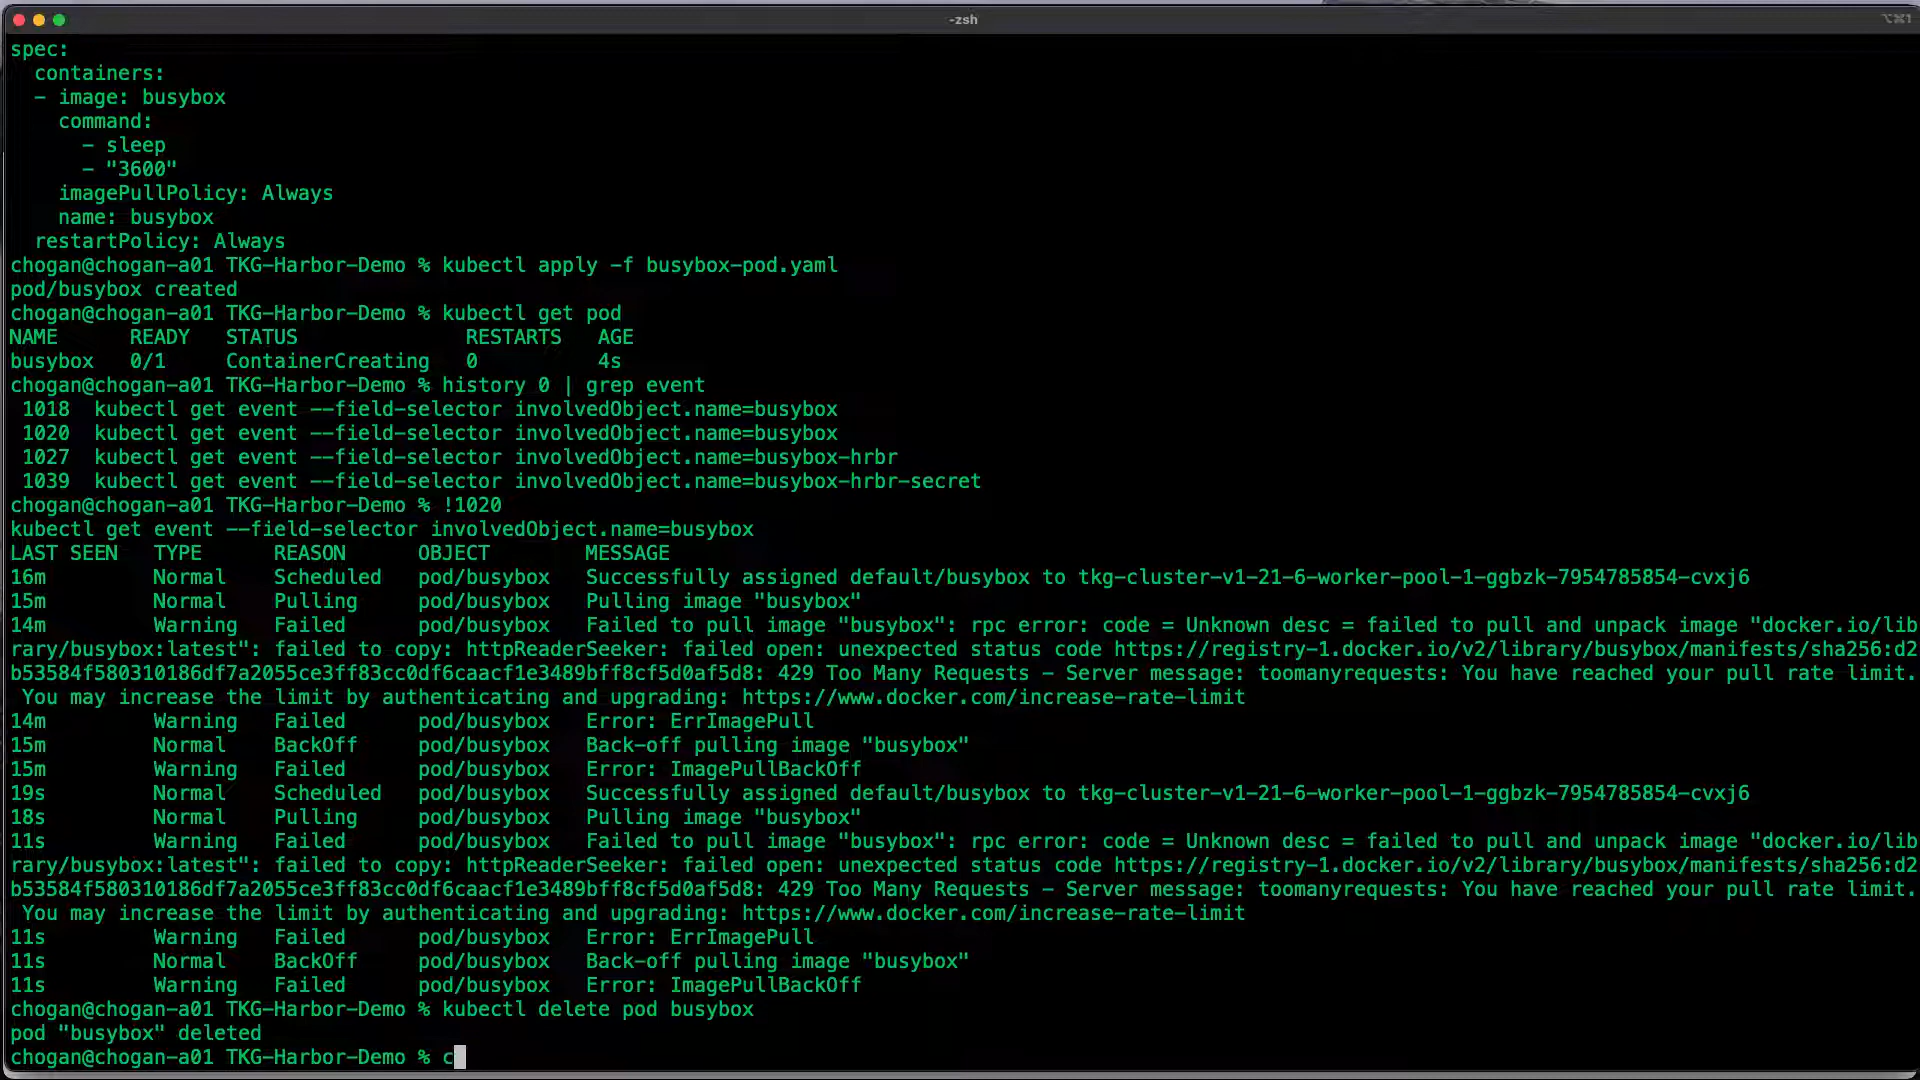 -zsh
⌥⌘1
spec:
  containers:
  - image: busybox
    command:
      - sleep
      - "3600"
    imagePullPolicy: Always
    name: busybox
  restartPolicy: Always
chogan@chogan-a01 TKG-Harbor-Demo % kubectl apply -f busybox-pod.yaml
pod/busybox created
chogan@chogan-a01 TKG-Harbor-Demo % kubectl get pod
NAME      READY   STATUS              RESTARTS   AGE
busybox   0/1     ContainerCreating   0          4s
chogan@chogan-a01 TKG-Harbor-Demo % history 0 | grep event
 1018  kubectl get event --field-selector involvedObject.name=busybox
 1020  kubectl get event --field-selector involvedObject.name=busybox
 1027  kubectl get event --field-selector involvedObject.name=busybox-hrbr
 1039  kubectl get event --field-selector involvedObject.name=busybox-hrbr-secret
chogan@chogan-a01 TKG-Harbor-Demo % !1020
kubectl get event --field-selector involvedObject.name=busybox
LAST SEEN   TYPE      REASON      OBJECT        MESSAGE
16m         Normal    Scheduled   pod/busybox   Successfully assigned default/busybox to tkg-cluster-v1-21-6-worker-pool-1-ggbzk-7954785854-cvxj6
15m         Normal    Pulling     pod/busybox   Pulling image "busybox"
14m         Warning   Failed      pod/busybox   Failed to pull image "busybox": rpc error: code = Unknown desc = failed to pull and unpack image "docker.io/lib
rary/busybox:latest": failed to copy: httpReaderSeeker: failed open: unexpected status code https://registry-1.docker.io/v2/library/busybox/manifests/sha256:d2
b53584f580310186df7a2055ce3ff83cc0df6caacf1e3489bff8cf5d0af5d8: 429 Too Many Requests - Server message: toomanyrequests: You have reached your pull rate limit.
 You may increase the limit by authenticating and upgrading: https://www.docker.com/increase-rate-limit
14m         Warning   Failed      pod/busybox   Error: ErrImagePull
15m         Normal    BackOff     pod/busybox   Back-off pulling image "busybox"
15m         Warning   Failed      pod/busybox   Error: ImagePullBackOff
19s         Normal    Scheduled   pod/busybox   Successfully assigned default/busybox to tkg-cluster-v1-21-6-worker-pool-1-ggbzk-7954785854-cvxj6
18s         Normal    Pulling     pod/busybox   Pulling image "busybox"
11s         Warning   Failed      pod/busybox   Failed to pull image "busybox": rpc error: code = Unknown desc = failed to pull and unpack image "docker.io/lib
rary/busybox:latest": failed to copy: httpReaderSeeker: failed open: unexpected status code https://registry-1.docker.io/v2/library/busybox/manifests/sha256:d2
b53584f580310186df7a2055ce3ff83cc0df6caacf1e3489bff8cf5d0af5d8: 429 Too Many Requests - Server message: toomanyrequests: You have reached your pull rate limit.
 You may increase the limit by authenticating and upgrading: https://www.docker.com/increase-rate-limit
11s         Warning   Failed      pod/busybox   Error: ErrImagePull
11s         Normal    BackOff     pod/busybox   Back-off pulling image "busybox"
11s         Warning   Failed      pod/busybox   Error: ImagePullBackOff
chogan@chogan-a01 TKG-Harbor-Demo % kubectl delete pod busybox
pod "busybox" deleted
chogan@chogan-a01 TKG-Harbor-Demo % c